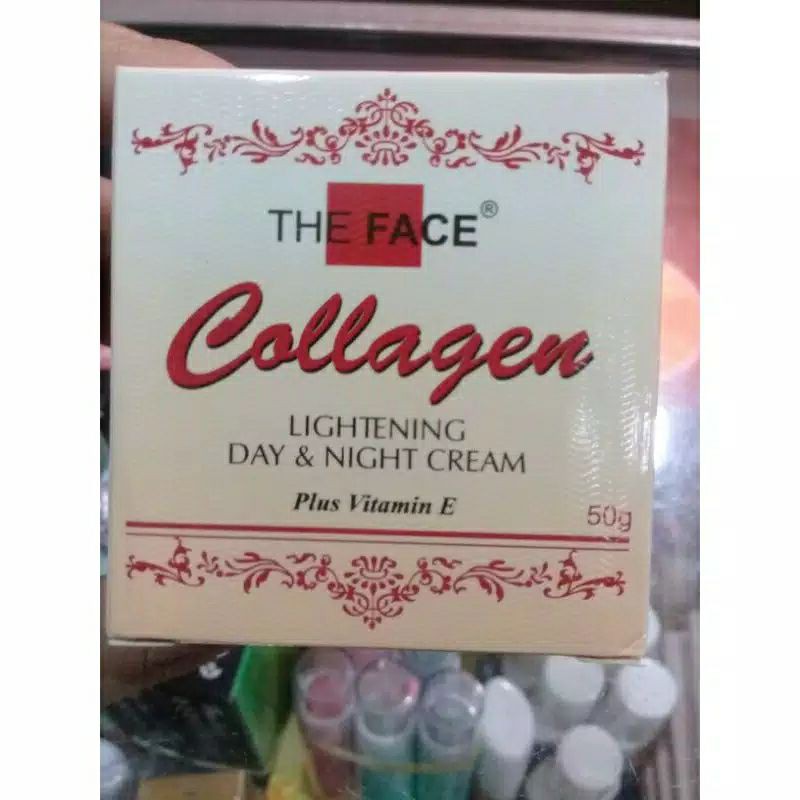 THE FACE®
Collagen
LIGHTENING
DAY & NIGHT CREAM
Plus Vitamin E
50g